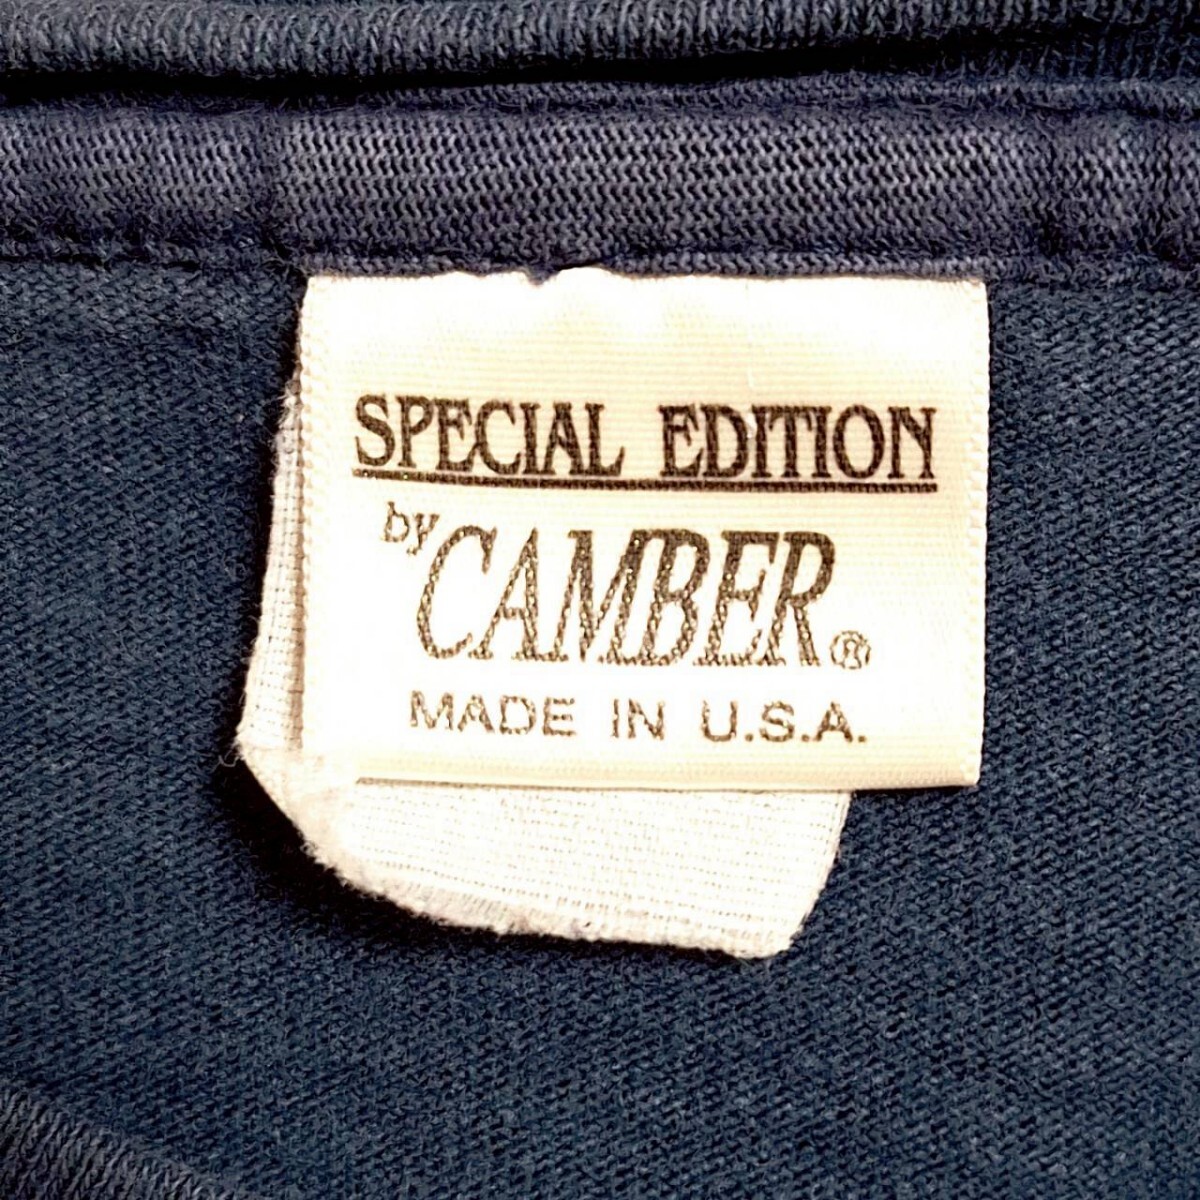 SPECIAL EDITION
by CAMBER®
MADE IN U.S.A.